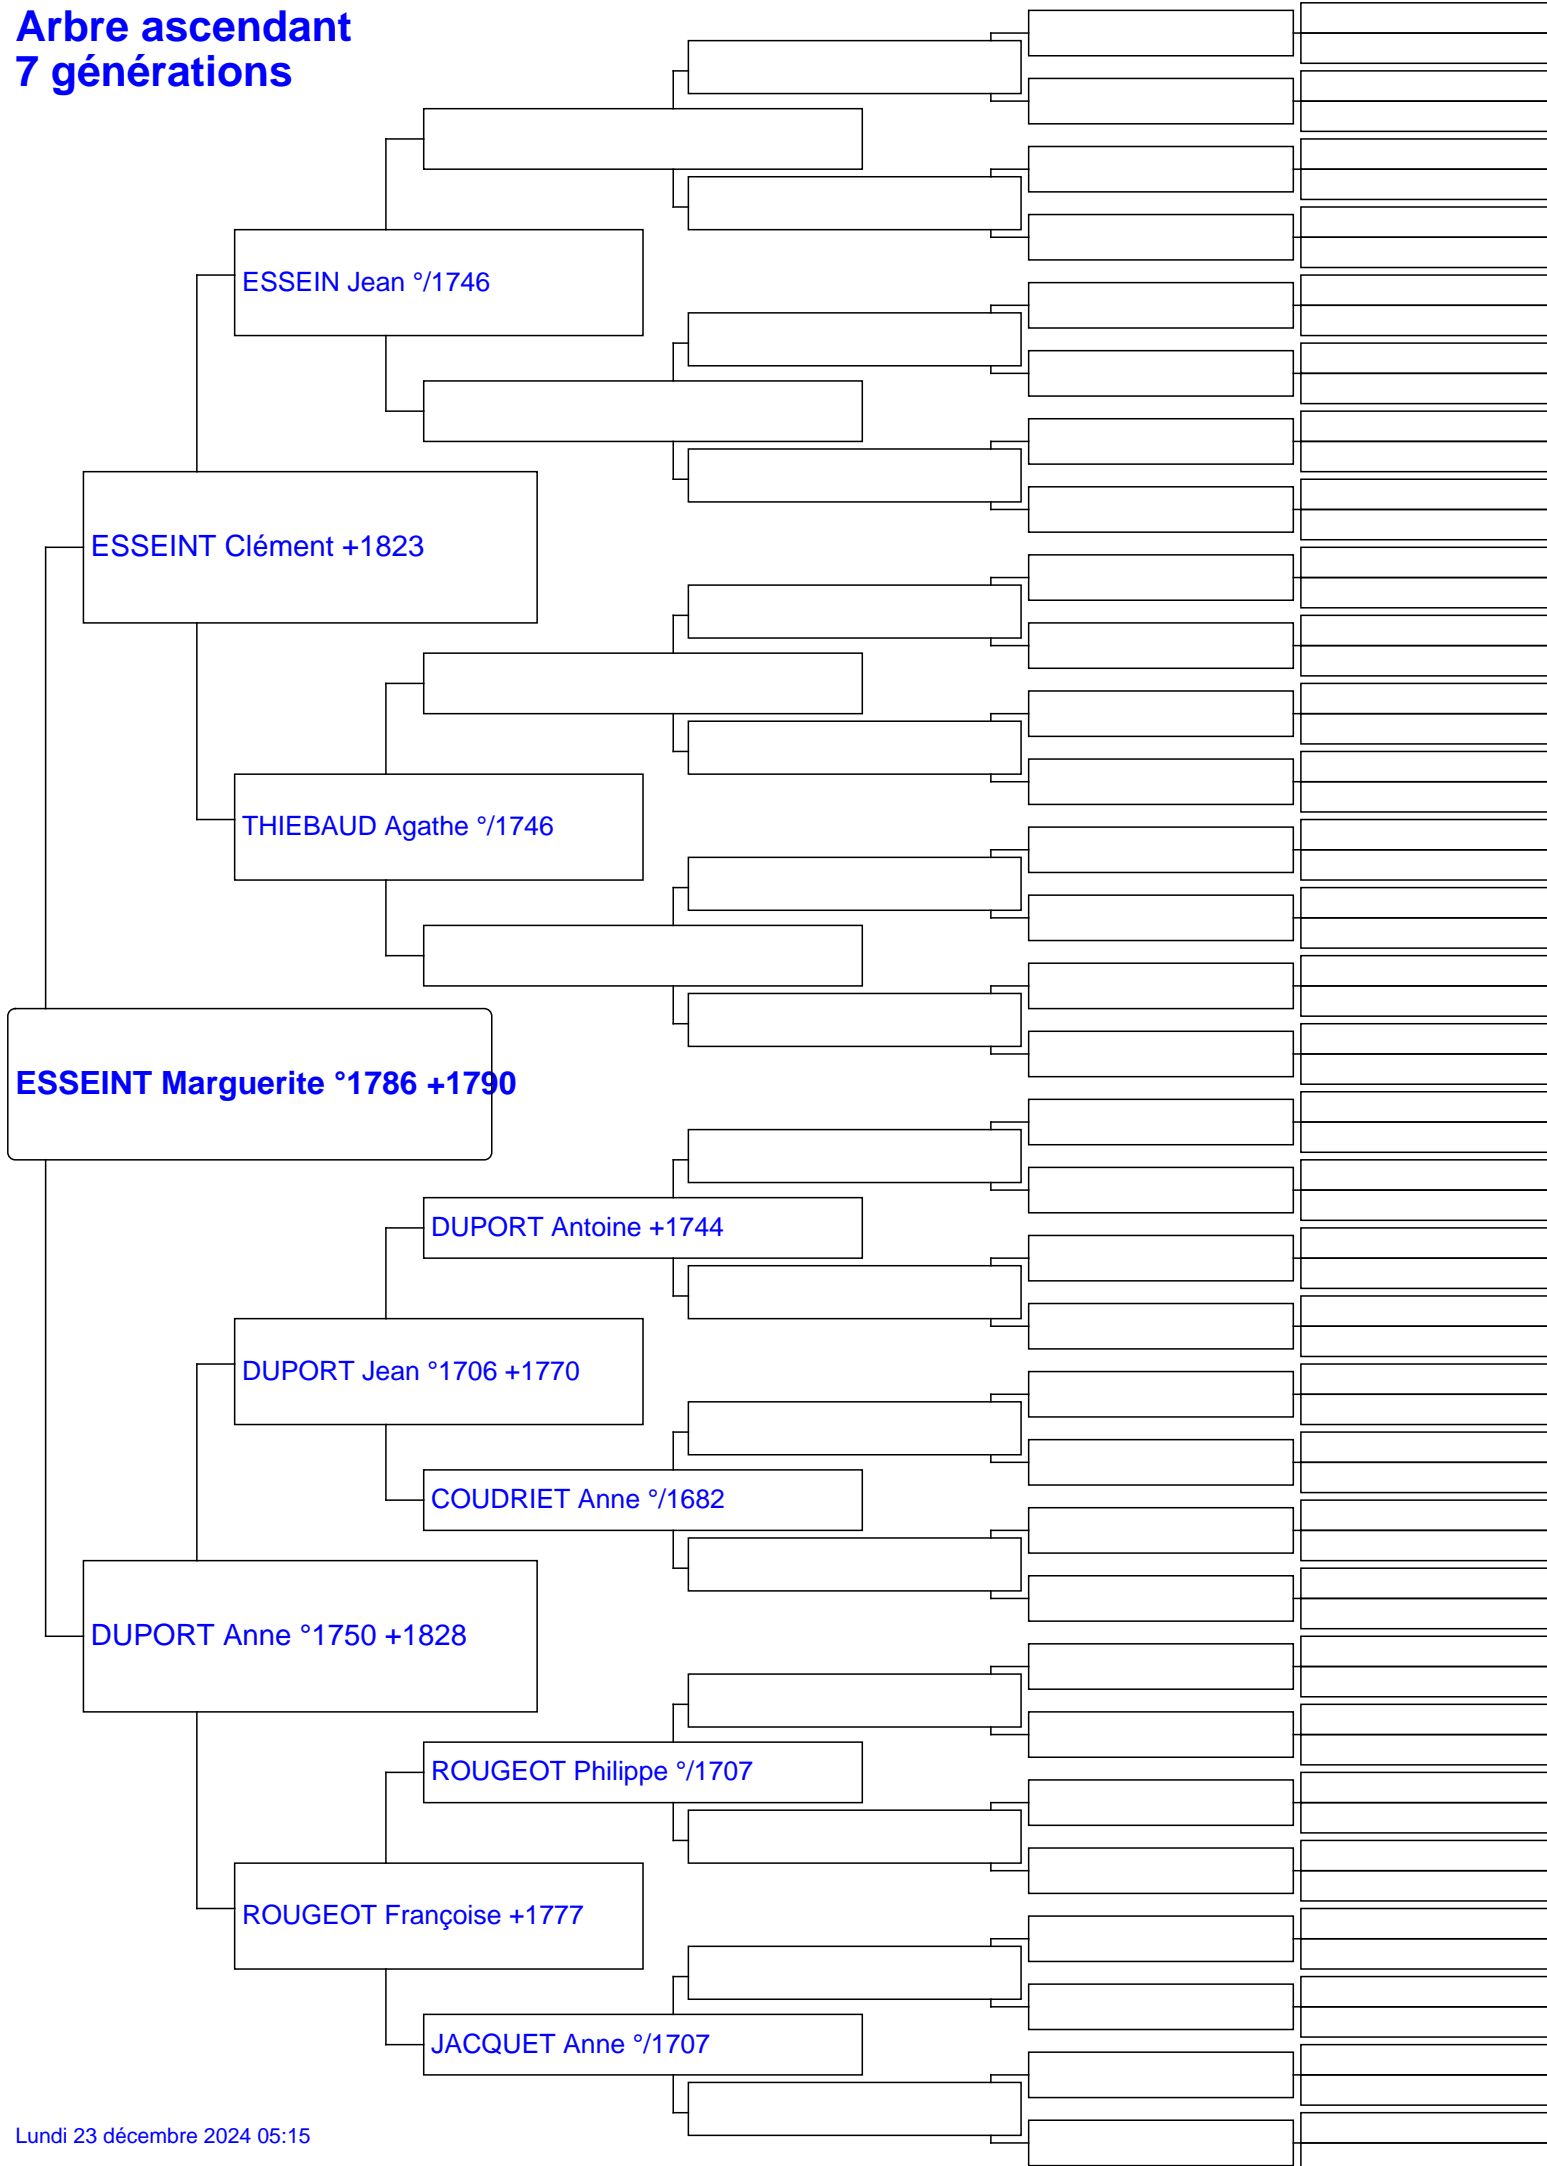 Arbre ascendant
7 générations
ESSEIN Jean °/1746
ESSEINT Clément +1823
THIEBAUD Agathe °/1746
ESSEINT Marguerite °1786 +1790
DUPORT Antoine +1744
DUPORT Jean °1706 +1770
COUDRIET Anne °/1682
DUPORT Anne °1750 +1828
ROUGEOT Philippe °/1707
ROUGEOT Françoise +1777
JACQUET Anne °/1707
Lundi 23 décembre 2024 05:15